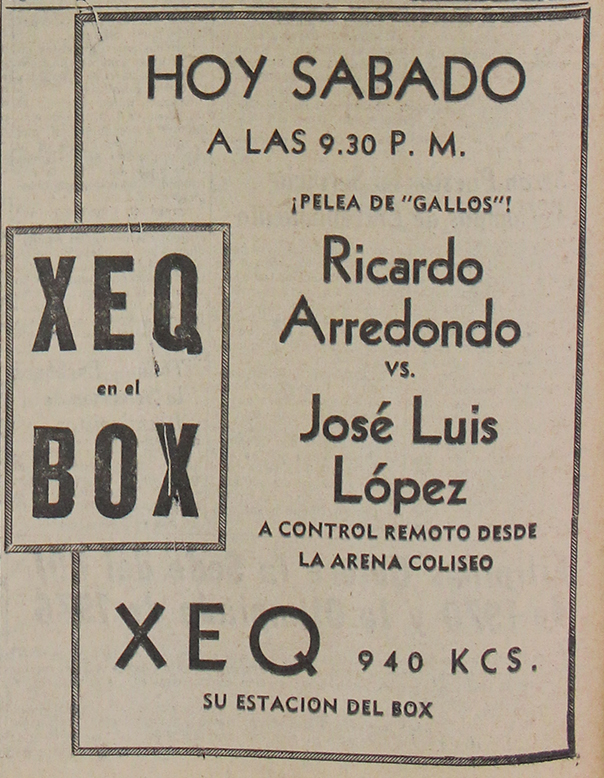 HOY SABADO
A LAS 9.30 P. M.
¡PELEA DE "GALLOS"!
Ricardo
Arredondo
VS.
José Luis
López
A CONTROL REMOTO DESDE
LA ARENA COLISEO
XEQ
en el
BOX
XEQ 940 KCS.
SU ESTACION DEL BOX